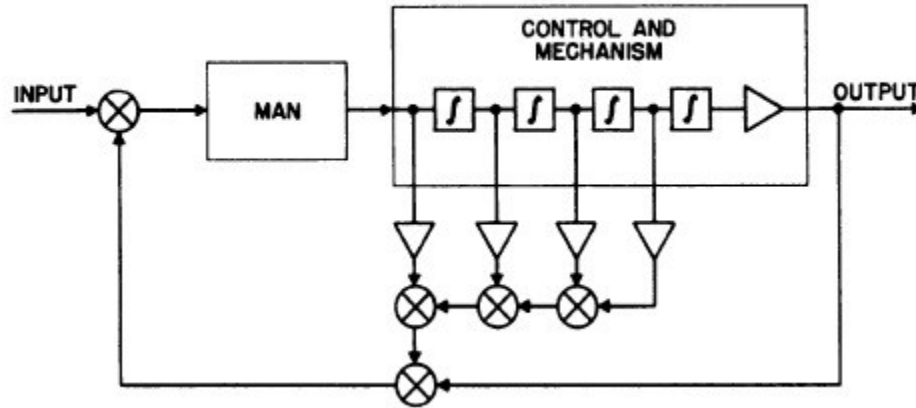 CONTROL AND
MECHANISM
INPUT
MAN
∫ ∫ ∫ ∫
OUTPUT